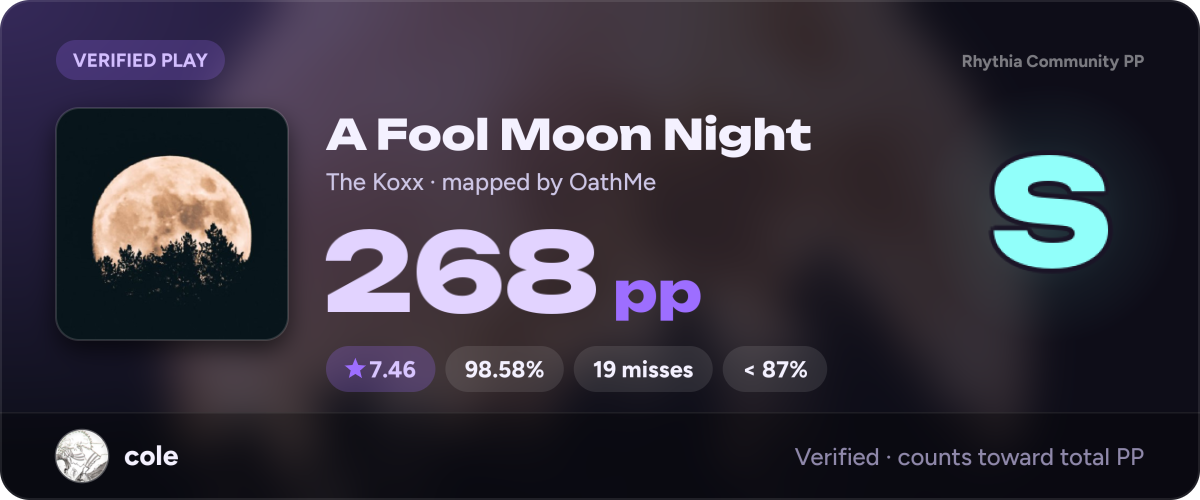 VERIFIED PLAY
Rhythia Community PP
A Fool Moon Night
The Koxx · mapped by OathMe
268 pp
S
★7.46
98.58%
19 misses
< 87%
cole
Verified · counts toward total PP